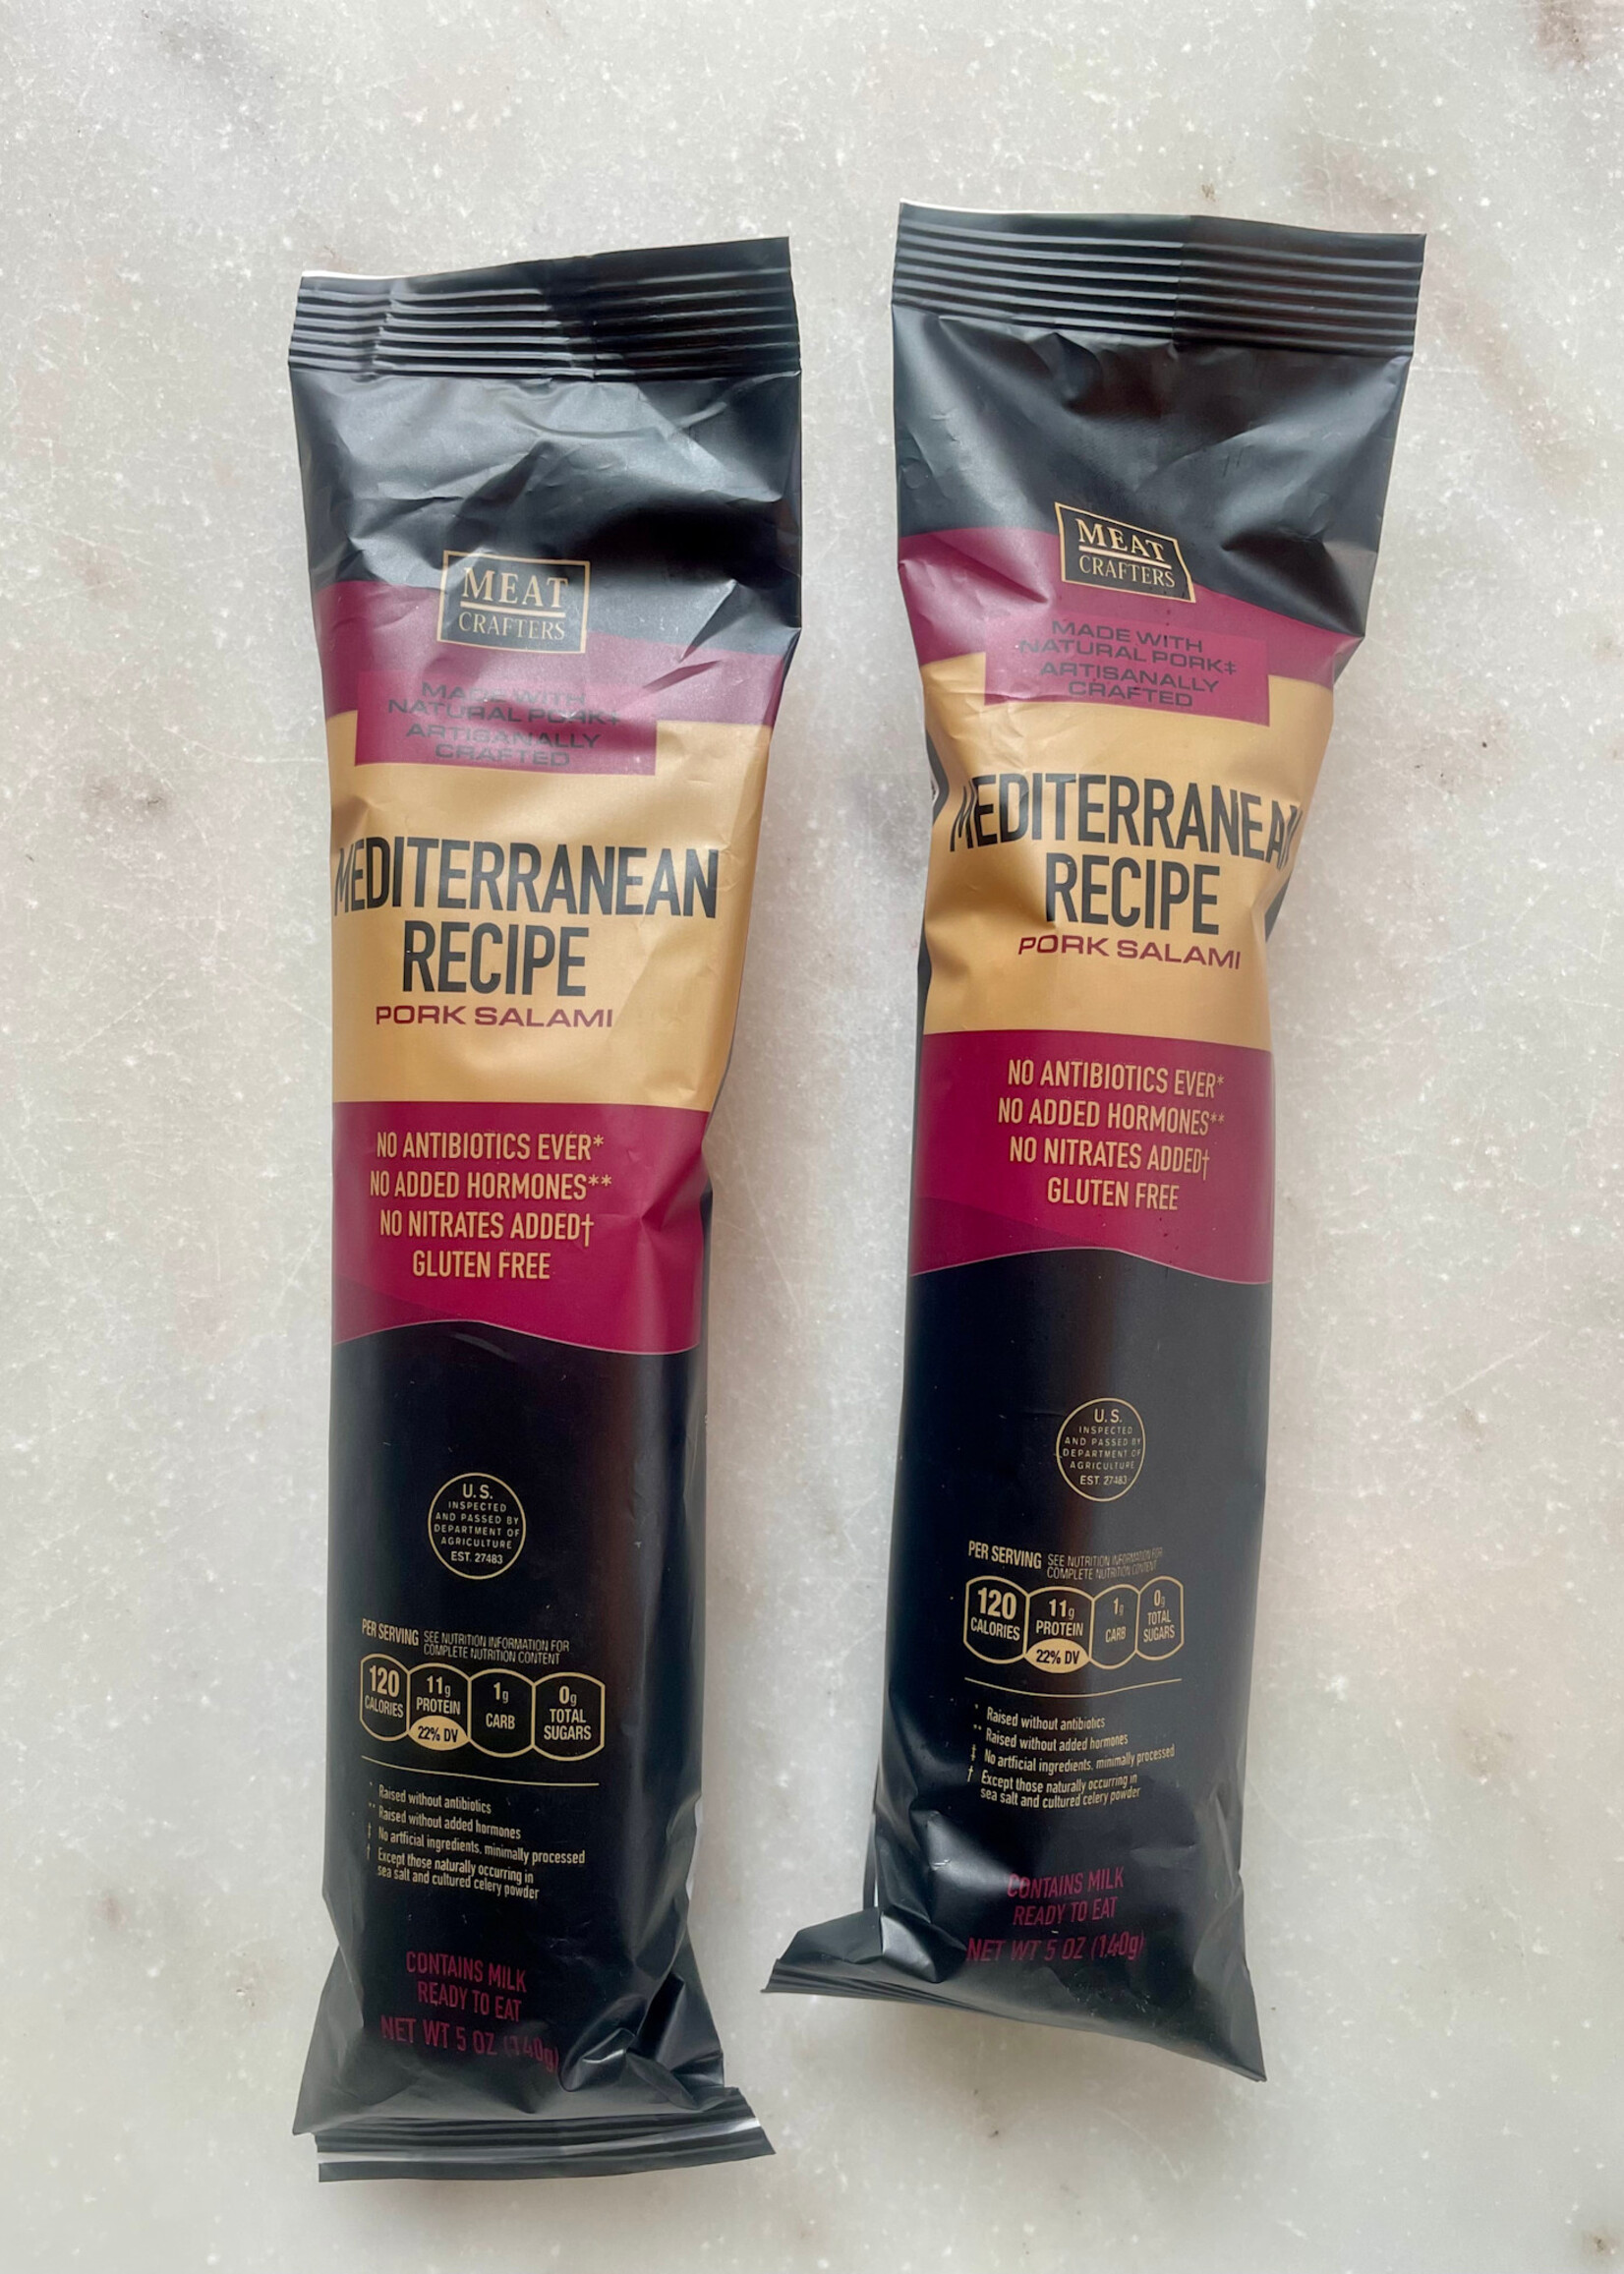 MEAT
CRAFTERS
MADE WITH
NATURAL PORK‡
ARTISANALLY
CRAFTED
MEDITERRANEAN
RECIPE
PORK SALAMI
NO ANTIBIOTICS EVER*
NO ADDED HORMONES**
NO NITRATES ADDED†
GLUTEN FREE
U.S.
INSPECTED
AND PASSED BY
DEPARTMENT OF
AGRICULTURE
EST. 27483
PER SERVING SEE NUTRITION INFORMATION FOR
COMPLETE NUTRITION CONTENT
120
CALORIES
11g
PROTEIN
22% DV
1g
CARB
0g
TOTAL
SUGARS
* Raised without antibiotics
** Raised without added hormones
‡ No artficial ingredients, minimally processed
† Except those naturally occurring in
sea salt and cultured celery powder
CONTAINS MILK
READY TO EAT
NET WT 5 OZ (140g)
MEAT
CRAFTERS
MADE WITH
NATURAL PORK‡
ARTISANALLY
CRAFTED
MEDITERRANEAN
RECIPE
PORK SALAMI
NO ANTIBIOTICS EVER*
NO ADDED HORMONES**
NO NITRATES ADDED†
GLUTEN FREE
U.S.
INSPECTED
AND PASSED BY
DEPARTMENT OF
AGRICULTURE
EST. 27483
PER SERVING SEE NUTRITION INFORMATION FOR
COMPLETE NUTRITION CONTENT
120
CALORIES
11g
PROTEIN
22% DV
1g
CARB
0g
TOTAL
SUGARS
* Raised without antibiotics
** Raised without added hormones
‡ No artficial ingredients, minimally processed
† Except those naturally occurring in
sea salt and cultured celery powder
CONTAINS MILK
READY TO EAT
NET WT 5 OZ (140g)